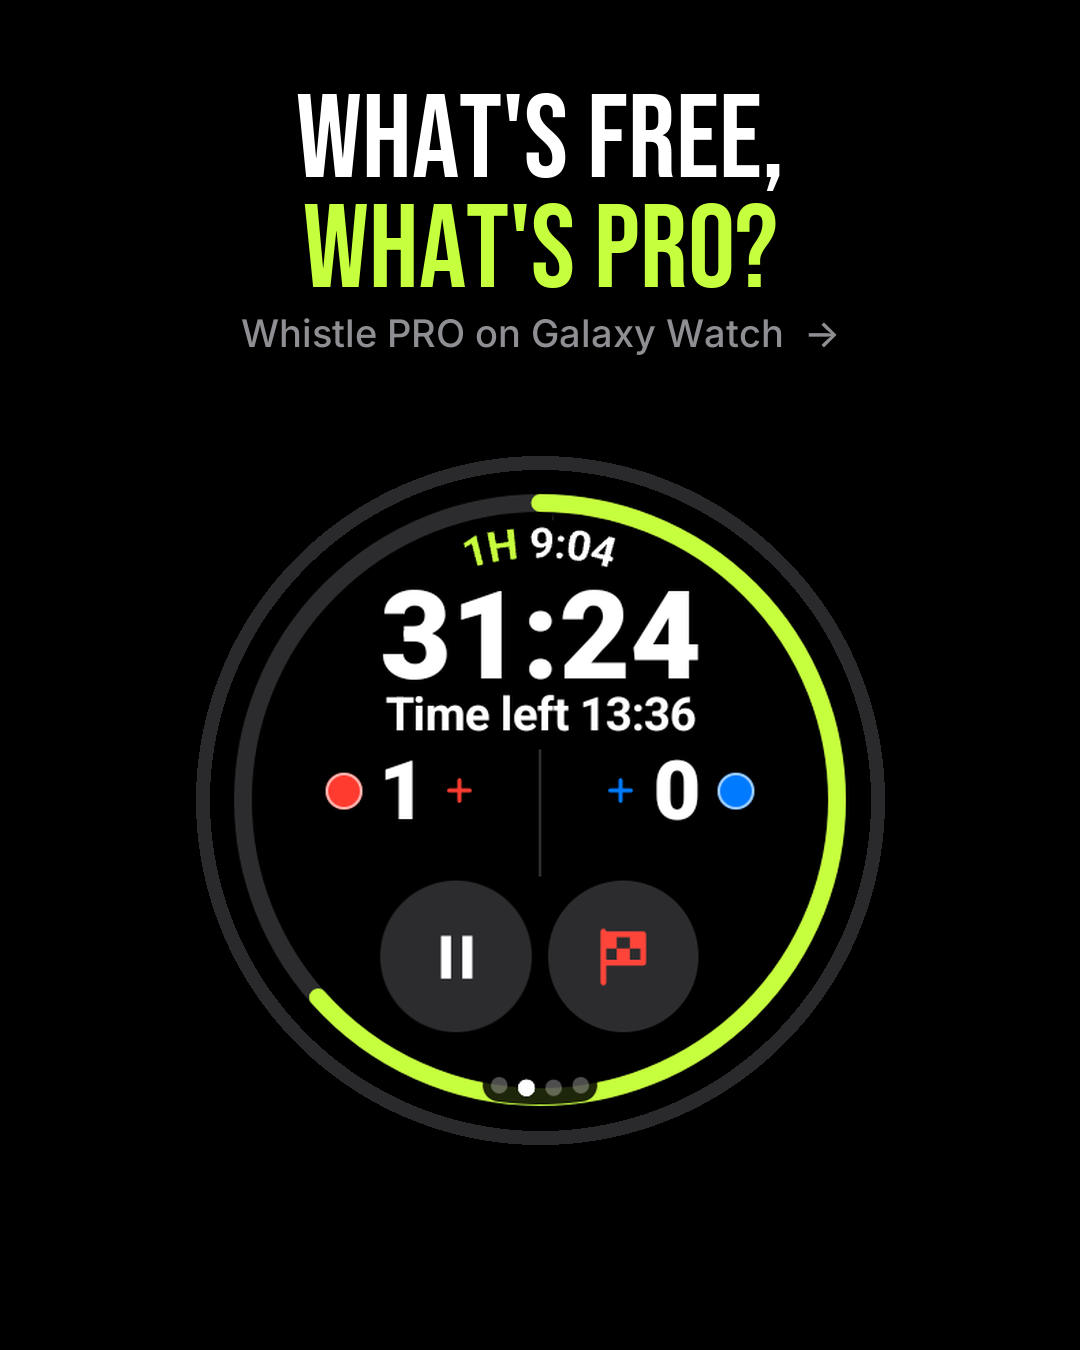 WHAT'S FREE,
WHAT'S PRO?
Whistle PRO on Galaxy Watch →
1H 9:04
31:24
Time left 13:36
1 + + 0